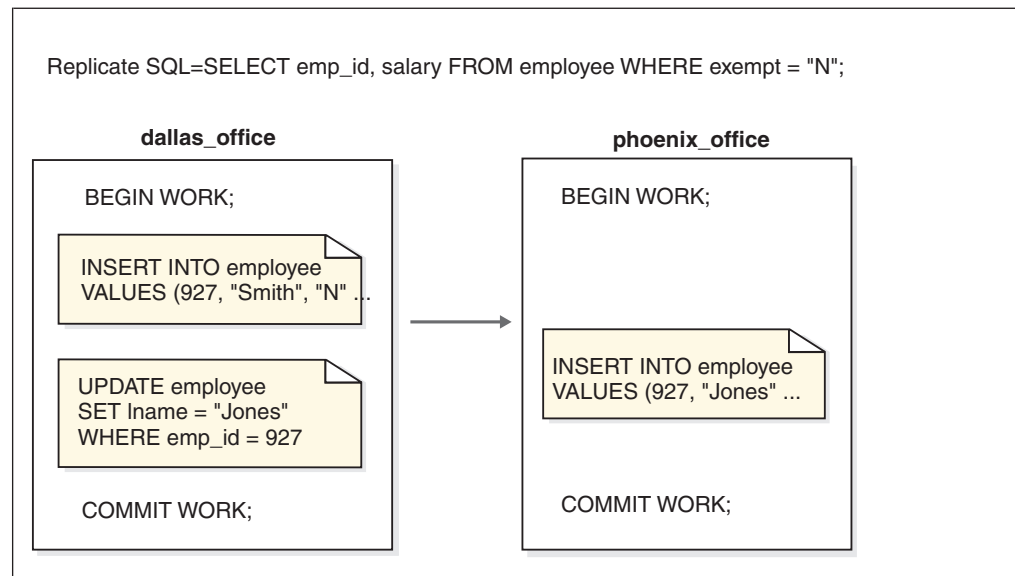 Replicate SQL=SELECT emp_id, salary FROM employee WHERE exempt = "N";
dallas_office
BEGIN WORK;
INSERT INTO employee
VALUES (927, "Smith", "N" ...
UPDATE employee
SET lname = "Jones"
WHERE emp_id = 927
COMMIT WORK;
phoenix_office
BEGIN WORK;
INSERT INTO employee
VALUES (927, "Jones" ...
COMMIT WORK;